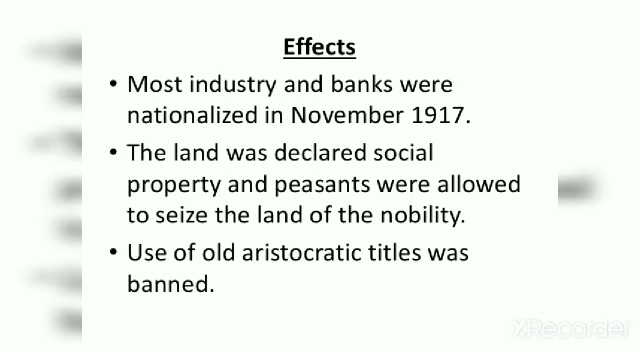 Effects
• Most industry and banks were
nationalized in November 1917.
• The land was declared social
property and peasants were allowed
to seize the land of the nobility.
• Use of old aristocratic titles was
banned.
XRecorder